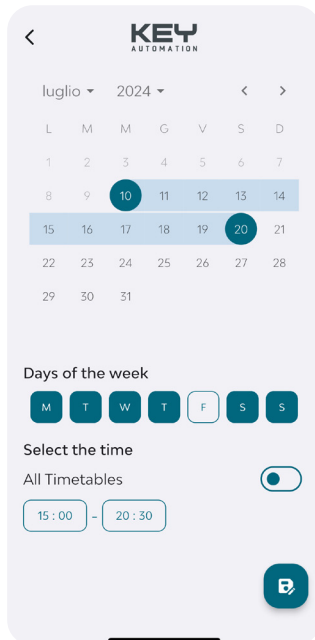 KEY
AUTOMATION
luglio 2024
L M M G V S D
1 2 3 4 5 6 7
8 9 10 11 12 13 14
15 16 17 18 19 20 21
22 23 24 25 26 27 28
29 30 31
Days of the week
M T W T F S S
Select the time
All Timetables
15 : 00 - 20 : 30